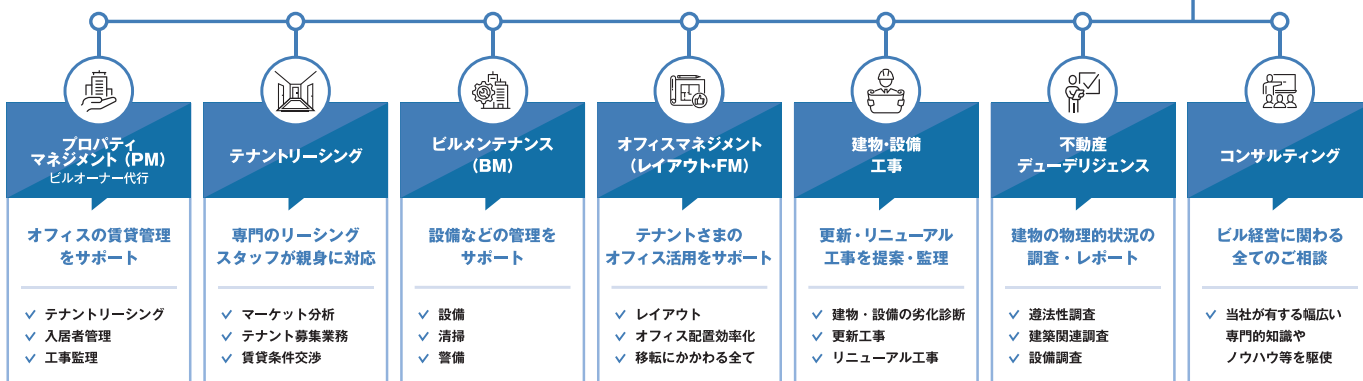 プロパティ
マネジメント（PM）
ビルオーナー代行
オフィスの賃貸管理
をサポート
テナントリーシング
入居者管理
工事監理
テナントリーシング
専門のリーシング
スタッフが親身に対応
マーケット分析
テナント募集業務
賃貸条件交渉
ビルメンテナンス
（BM）
設備などの管理を
サポート
設備
清掃
警備
オフィスマネジメント
（レイアウト・FM）
テナントさまの
オフィス活用をサポート
レイアウト
オフィス配置効率化
移転にかかわる全て
建物・設備
工事
更新・リニューアル
工事を提案・監理
建物・設備の劣化診断
更新工事
リニューアル工事
不動産
デューデリジェンス
建物の物理的状況の
調査・レポート
遵法性調査
建築関連調査
設備調査
コンサルティング
ビル経営に関わる
全てのご相談
当社が有する幅広い
専門的知識や
ノウハウ等を駆使